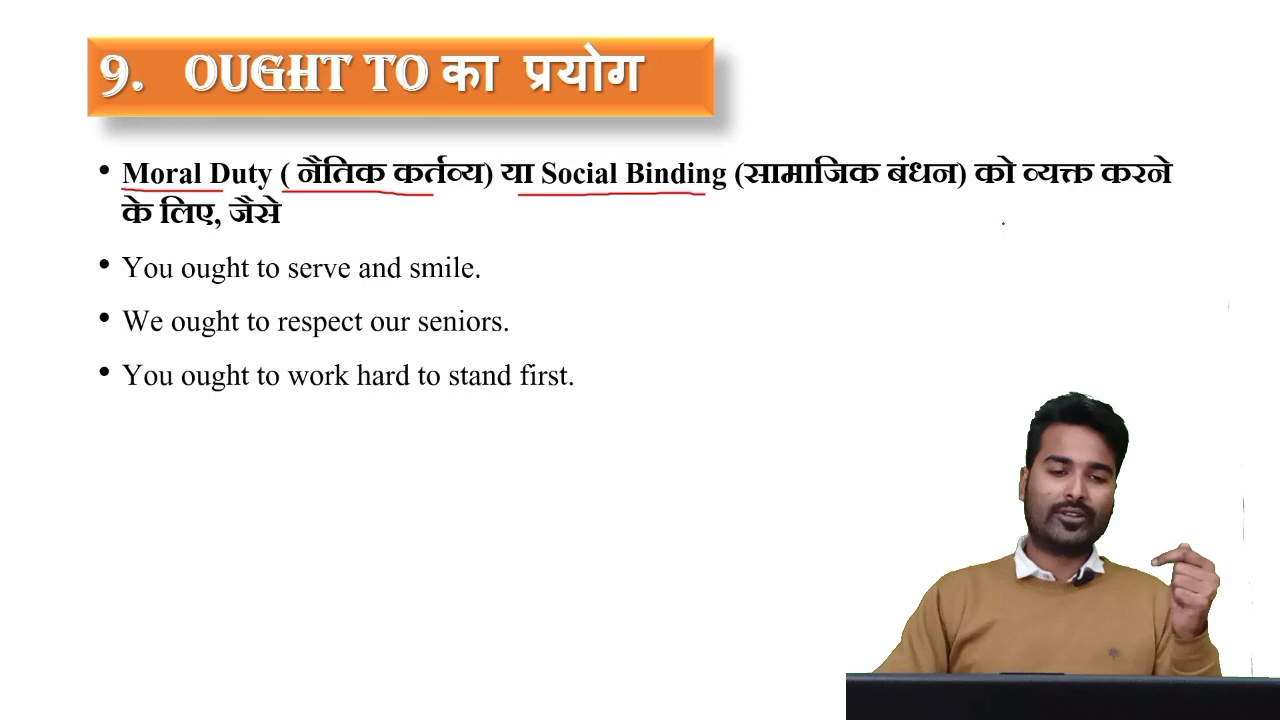 9. OUGHT TO का प्रयोग
• Moral Duty ( नैतिक कर्तव्य) या Social Binding (सामाजिक बंधन) को व्यक्त करने
के लिए, जैसे
• You ought to serve and smile.
• We ought to respect our seniors.
• You ought to work hard to stand first.